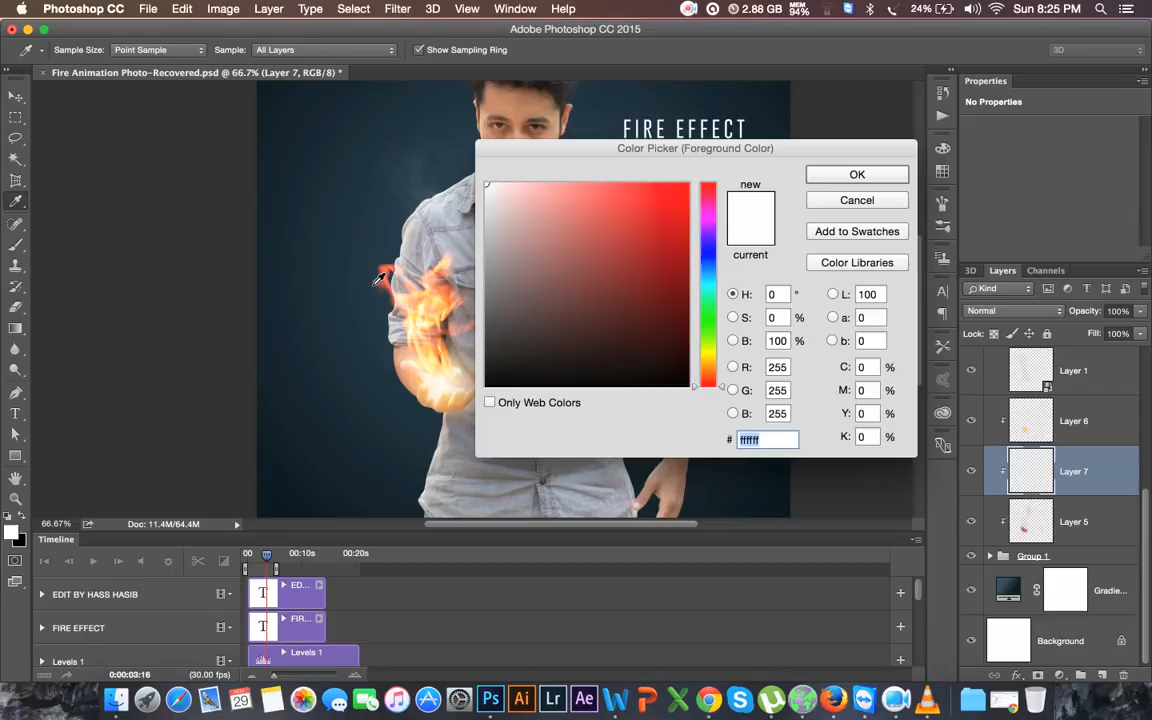 Photoshop CC File Edit Image Layer Type Select Filter 3D View Window Help 2.88 GB MEM 94% 24% Sun 8:25 PM
Adobe Photoshop CC 2015
Sample Size: Point Sample Sample: All Layers Show Sampling Ring 3D
× Fire Animation Photo-Recovered.psd @ 66.7% (Layer 7, RGB/8) *
Properties
No Properties
FIRE EFFECT
Color Picker (Foreground Color)
new
current
OK
Cancel
Add to Swatches
Color Libraries
H: 0 ° L: 100
S: 0 % a: 0
B: 100 % b: 0
R: 255 C: 0 %
G: 255 M: 0 %
B: 255 Y: 0 %
# ffffff K: 0 %
Only Web Colors
3D Layers Channels
Kind
Normal Opacity: 100%
Lock: Fill: 100%
Layer 1
Layer 6
Layer 7
Layer 5
Group 1
Gradie...
Background
66.67% Doc: 11.4M/64.4M
Timeline
00 00:10s 00:20s
EDIT BY HASS HASIB T ED...
FIRE EFFECT T FIR...
Levels 1 Levels 1
0:00:03:16 (30.00 fps)
29 Ps Ai Lr Ae